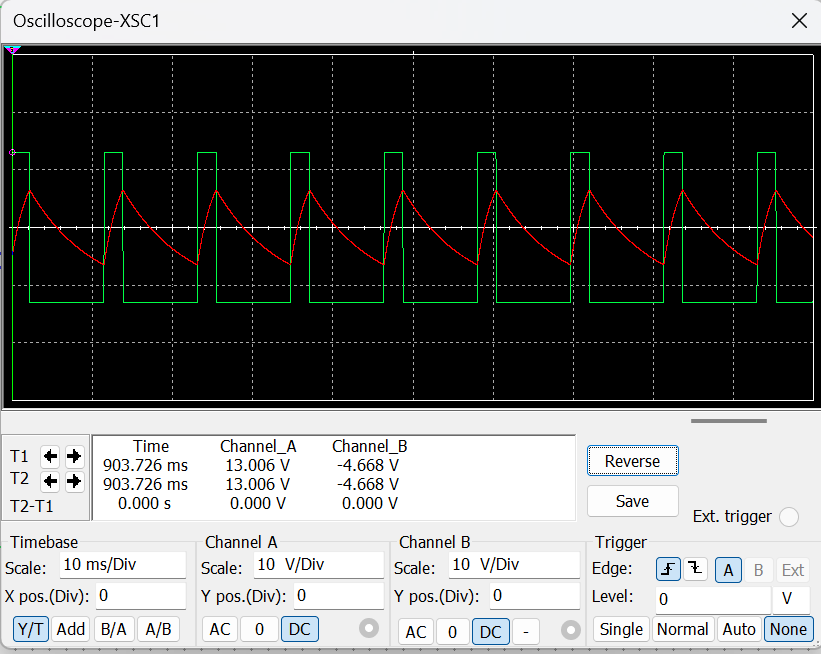 Oscilloscope-XSC1
Time Channel_A Channel_B
T1 903.726 ms 13.006 V -4.668 V
T2 903.726 ms 13.006 V -4.668 V
T2-T1 0.000 s 0.000 V 0.000 V
Reverse
Save
Ext. trigger
Timebase
Scale: 10 ms/Div
X pos.(Div): 0
Y/T Add B/A A/B
Channel A
Scale: 10 V/Div
Y pos.(Div): 0
AC 0 DC
Channel B
Scale: 10 V/Div
Y pos.(Div): 0
AC 0 DC -
Trigger
Edge: A B Ext
Level: 0 V
Single Normal Auto None